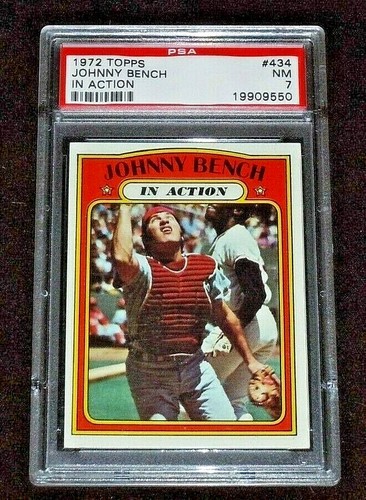 PSA
1972 TOPPS #434
JOHNNY BENCH NM
IN ACTION 7
19909550
JOHNNY BENCH
IN ACTION